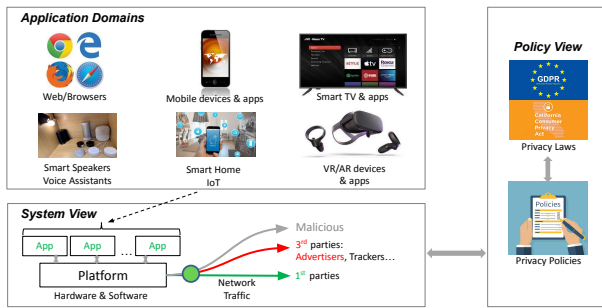 Application Domains
Web/Browsers
Mobile devices & apps
Smart TV & apps
Smart Speakers
Voice Assistants
Smart Home
IoT
VR/AR devices
& apps
System View
App
App
...
App
Platform
Hardware & Software
Network
Traffic
Malicious
3rd parties:
Advertisers, Trackers...
1st parties
Policy View
GDPR
California
Consumer
Privacy
Act
Privacy Laws
Policies
Privacy Policies